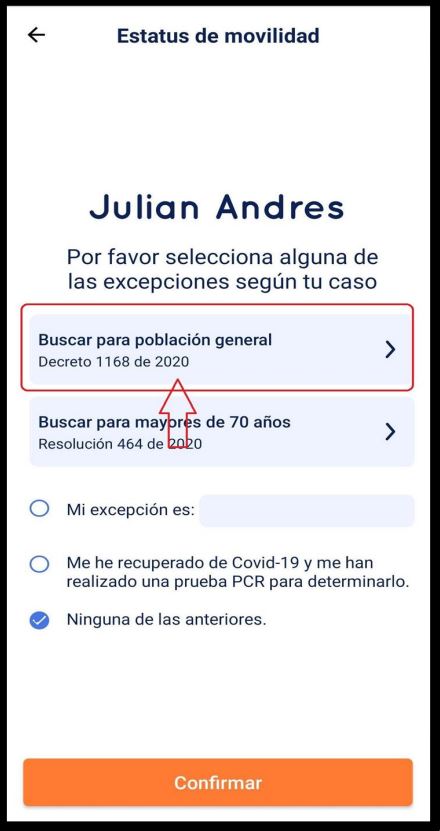 Estatus de movilidad
Julian Andres
Por favor selecciona alguna de
las excepciones según tu caso
Buscar para población general
Decreto 1168 de 2020
Buscar para mayores de 70 años
Resolución 464 de 2020
Mi excepción es:
Me he recuperado de Covid-19 y me han
realizado una prueba PCR para determinarlo.
Ninguna de las anteriores.
Confirmar